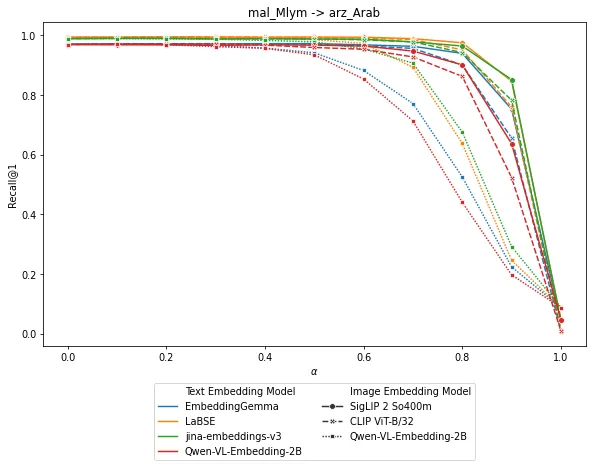 mal_Mlym -> arz_Arab
1.0
0.8
0.6
0.4
0.2
0.0
Recall@1
0.0
0.2
0.4
0.6
0.8
1.0
α
Text Embedding Model
EmbeddingGemma
LaBSE
jina-embeddings-v3
Qwen-VL-Embedding-2B
Image Embedding Model
SigLIP 2 So400m
CLIP ViT-B/32
Qwen-VL-Embedding-2B